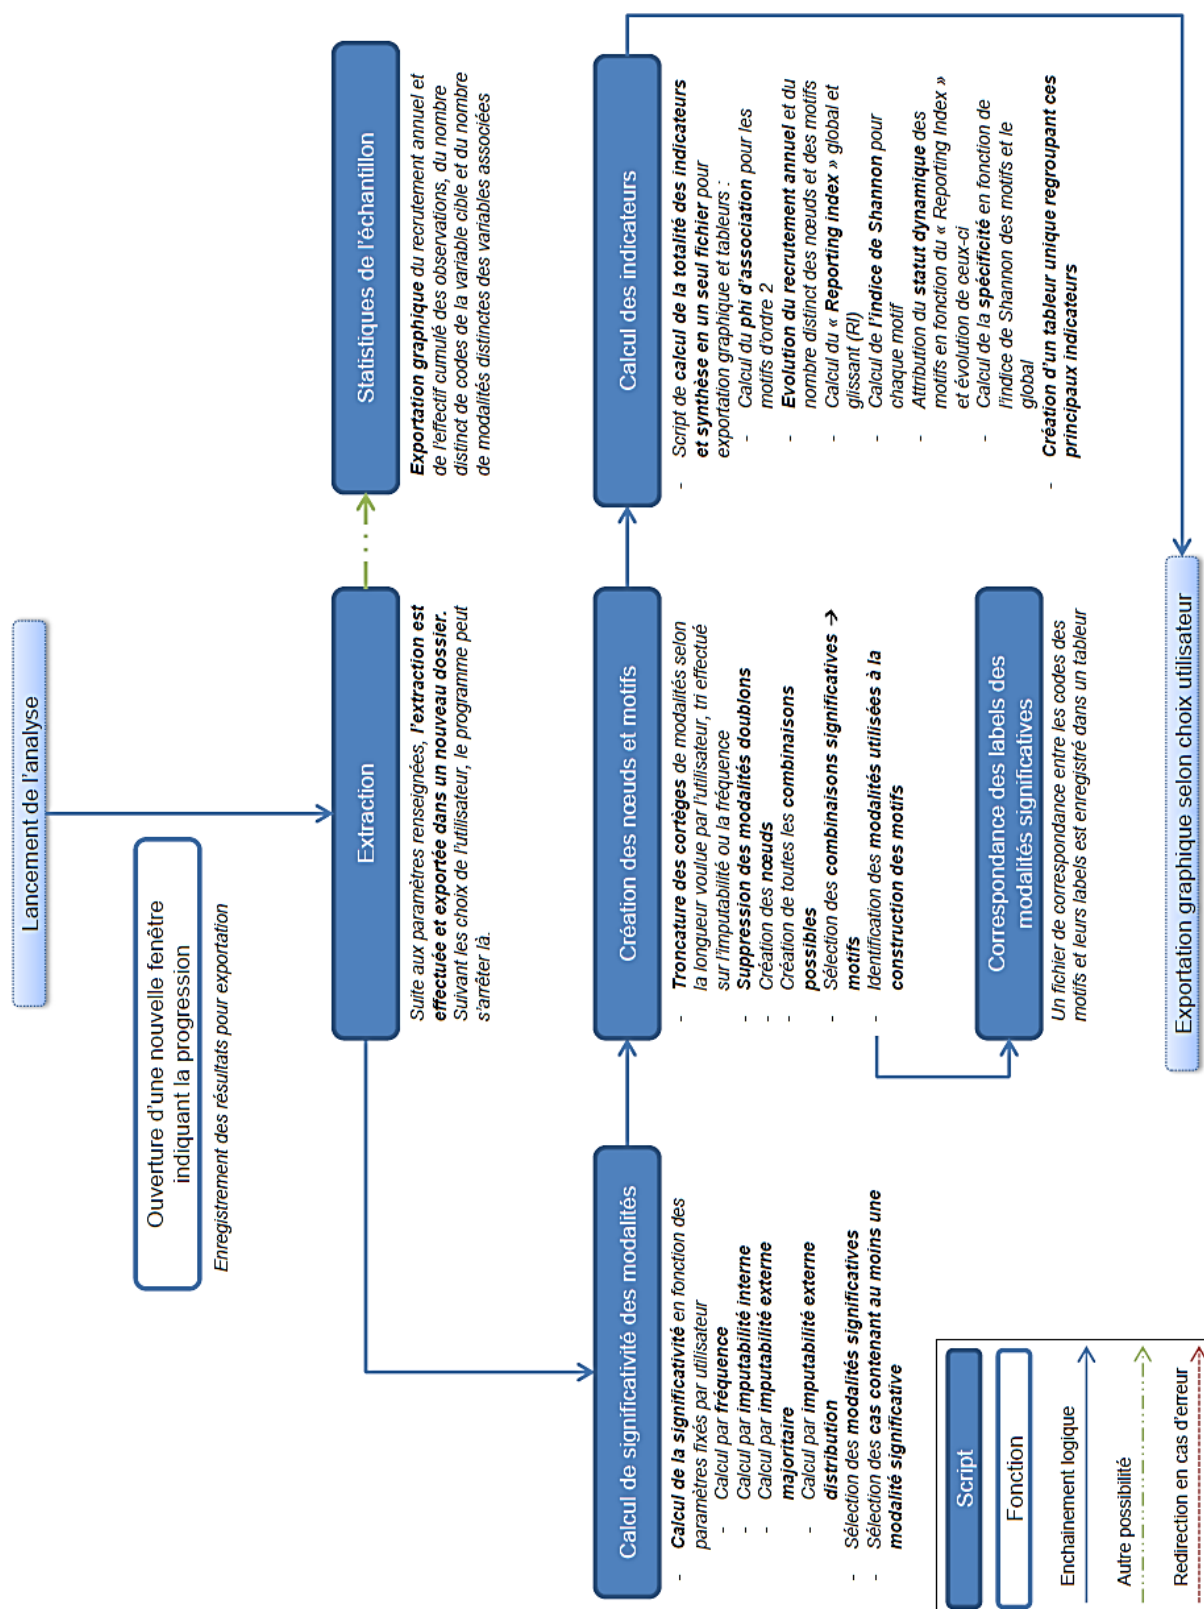 Lancement de l'analyse
Ouverture d'une nouvelle fenêtre
indiquant la progression
Enregistrement des résultats pour exportation
Extraction
Suite aux paramètres renseignées, l'extraction est
effectuée et exportée dans un nouveau dossier.
Suivant les choix de l'utilisateur, le programme peut
s'arrêter là.
Statistiques de l'échantillon
Exportation graphique du recrutement annuel et
de l'effectif cumulé des observations, du nombre
distinct de codes de la variable cible et du nombre
de modalités distinctes des variables associées
Calcul de significativité des modalités
- Calcul de la significativité en fonction des
paramètres fixés par utilisateur
- Calcul par fréquence
- Calcul par imputabilité interne
- Calcul par imputabilité externe
majoritaire
- Calcul par imputabilité externe
distribution
- Sélection des modalités significatives
- Sélection des cas contenant au moins une
modalité significative
Création des nœuds et motifs
- Troncature des cortèges de modalités selon
la longueur voulue par l'utilisateur, tri effectué
sur l'imputabilité ou la fréquence
- Suppression des modalités doublons
- Création des nœuds
- Création de toutes les combinaisons
possibles
- Sélection des combinaisons significatives →
motifs
- Identification des modalités utilisées à la
construction des motifs
Correspondance des labels des
modalités significatives
Un fichier de correspondance entre les codes des
motifs et leurs labels est enregistré dans un tableur
Calcul des indicateurs
- Script de calcul de la totalité des indicateurs
et synthèse en un seul fichier pour
exportation graphique et tableurs :
- Calcul du phi d'association pour les
motifs d'ordre 2
- Evolution du recrutement annuel et du
nombre distinct des nœuds et des motifs
- Calcul du « Reporting index » global et
glissant (RI)
- Calcul de l'indice de Shannon pour
chaque motif
- Attribution du statut dynamique des
motifs en fonction du « Reporting Index »
et évolution de ceux-ci
- Calcul de la spécificité en fonction de
l'indice de Shannon des motifs et le
global
- Création d'un tableur unique regroupant ces
principaux indicateurs
Exportation graphique selon choix utilisateur
Script
Fonction
Enchainement logique
Autre possibilité
Redirection en cas d'erreur